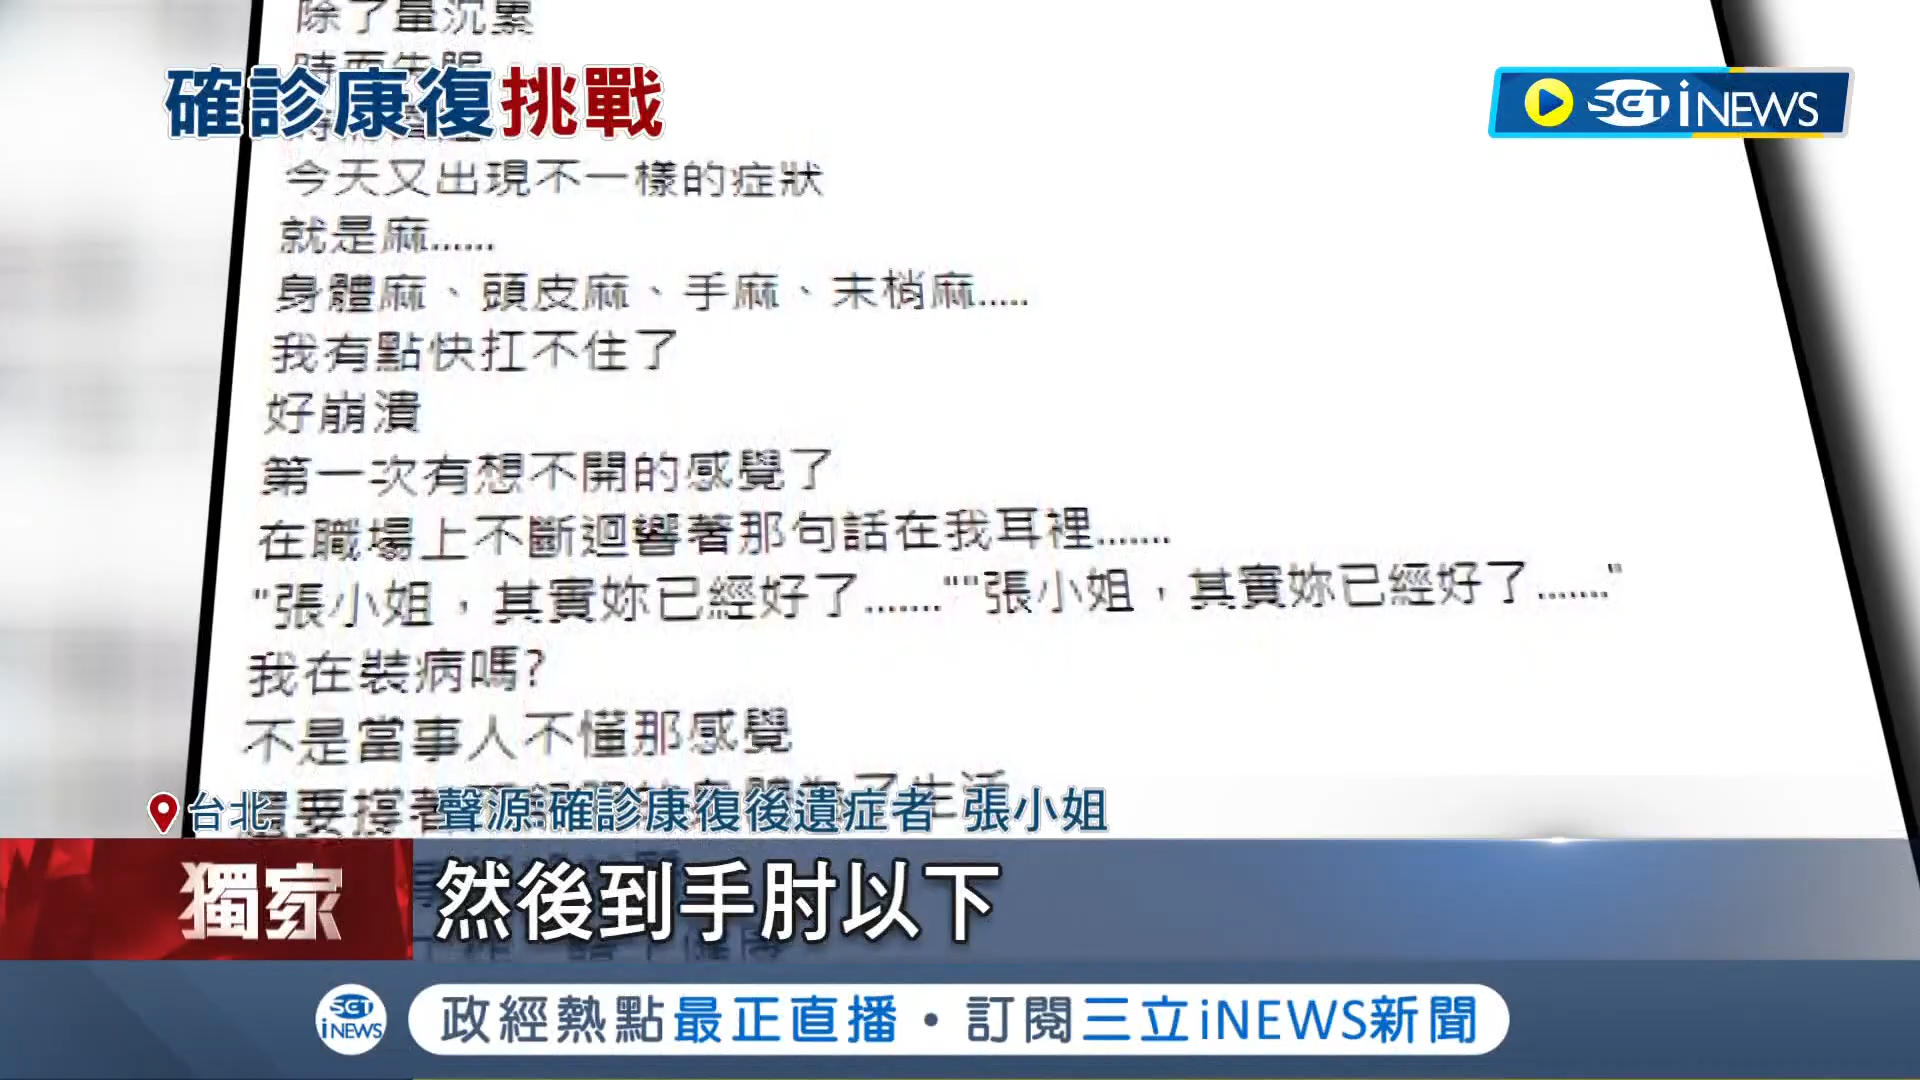 除了暈沉累
確診康復挑戰
SET iNEWS
今天又出現不一樣的症狀
就是麻......
身體麻、頭皮麻、手麻、末梢麻.....
我有點快扛不住了
好崩潰
第一次有想不開的感覺了
在職場上不斷迴響著那句話在我耳裡.......
"張小姐，其實妳已經好了.......""張小姐，其實妳已經好了......."
我在裝病嗎?
不是當事人不懂那感覺
台北
聲源:確診康復後遺症者 張小姐
獨家
然後到手肘以下
SET iNEWS
政經熱點最正直播・訂閱三立iNEWS新聞